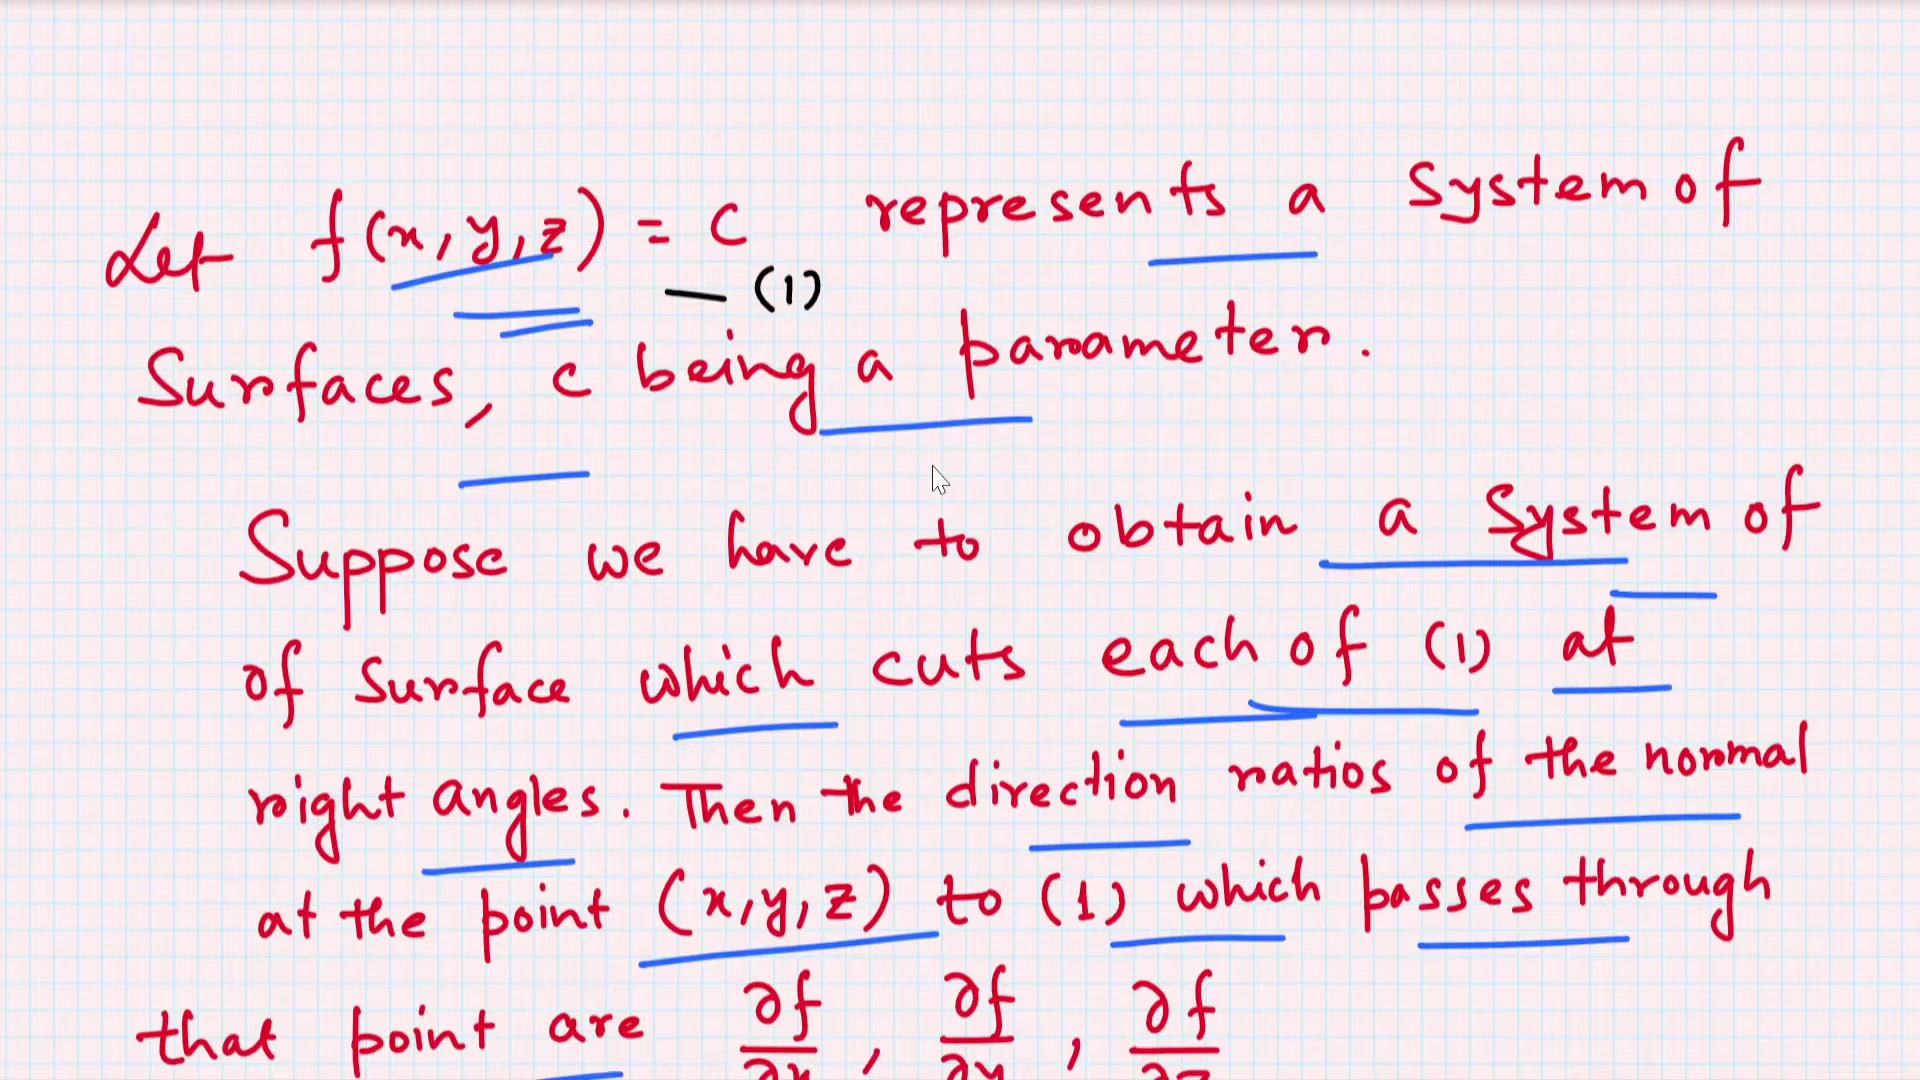 Let f(x,y,z) = c represents a System of
— (1)
Surfaces, c being a parameter.
Suppose we have to obtain a System of
of Surface which cuts each of (1) at
right angles. Then the direction ratios of the normal
at the point (x,y,z) to (1) which passes through
that point are ∂f/∂x, ∂f/∂y, ∂f/∂z